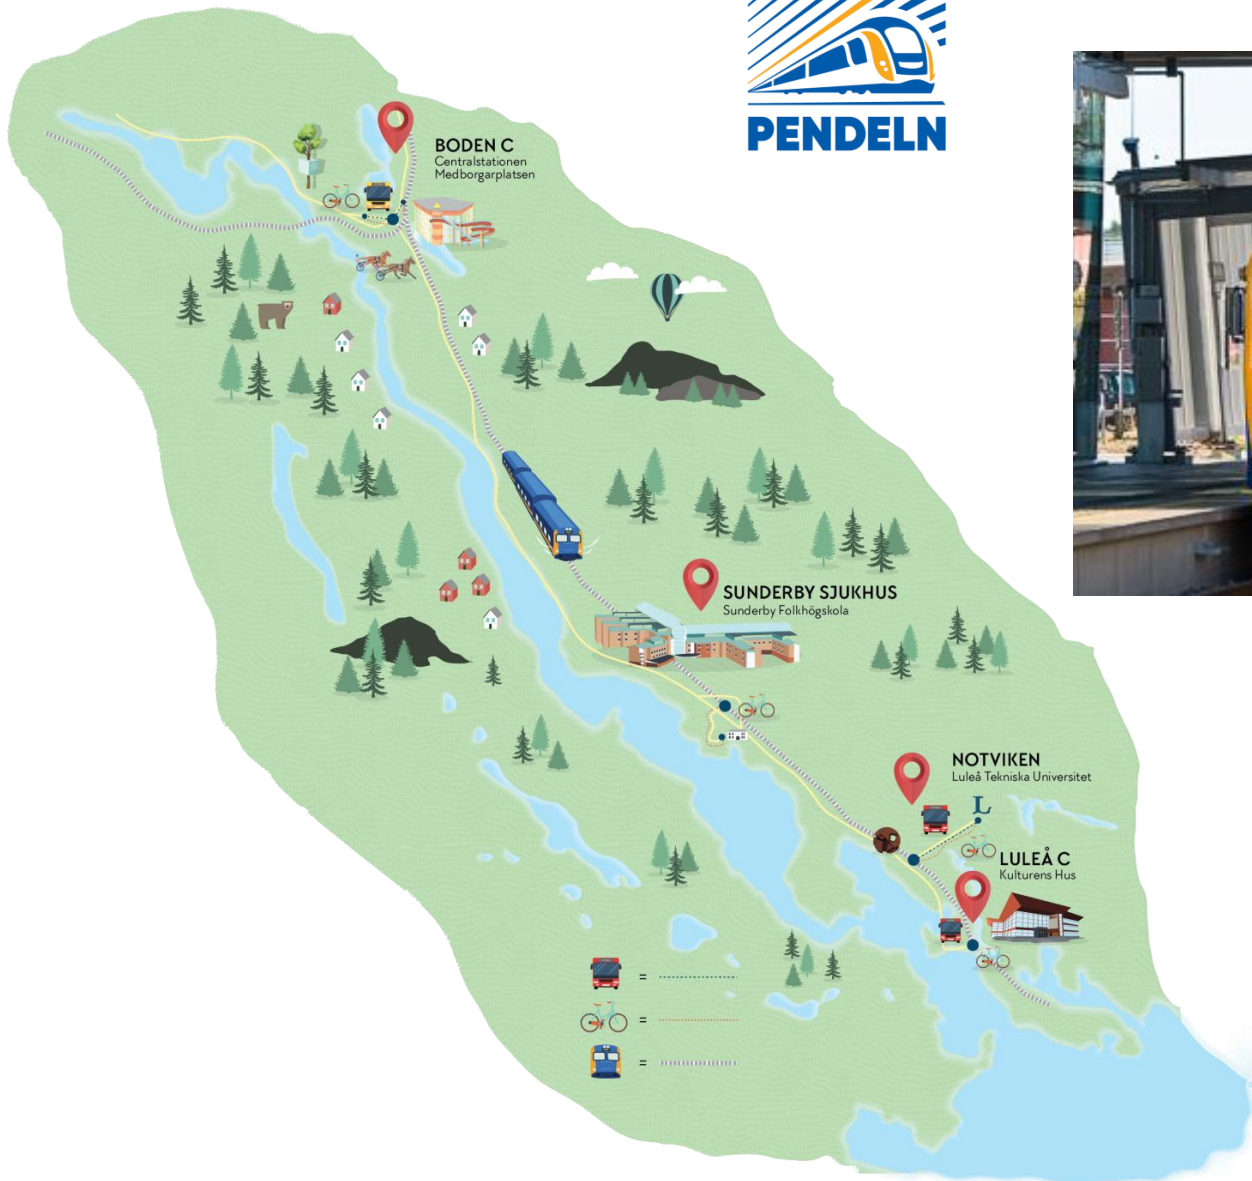 PENDELN
BODEN C
Centralstationen
Medborgarplatsen
SUNDERBY SJUKHUS
Sunderby Folkhögskola
NOTVIKEN
Luleå Tekniska Universitet
L
LULEÅ C
Kulturens Hus
=
=
=